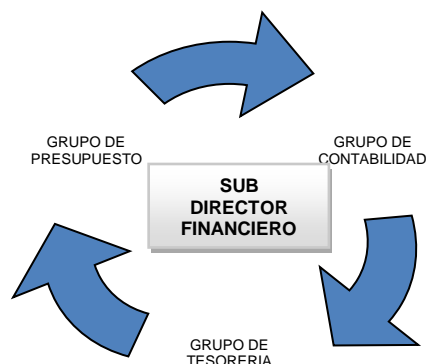 GRUPO DE
PRESUPUESTO
GRUPO DE
CONTABILIDAD
SUB
DIRECTOR
FINANCIERO
GRUPO DE
TESORERIA